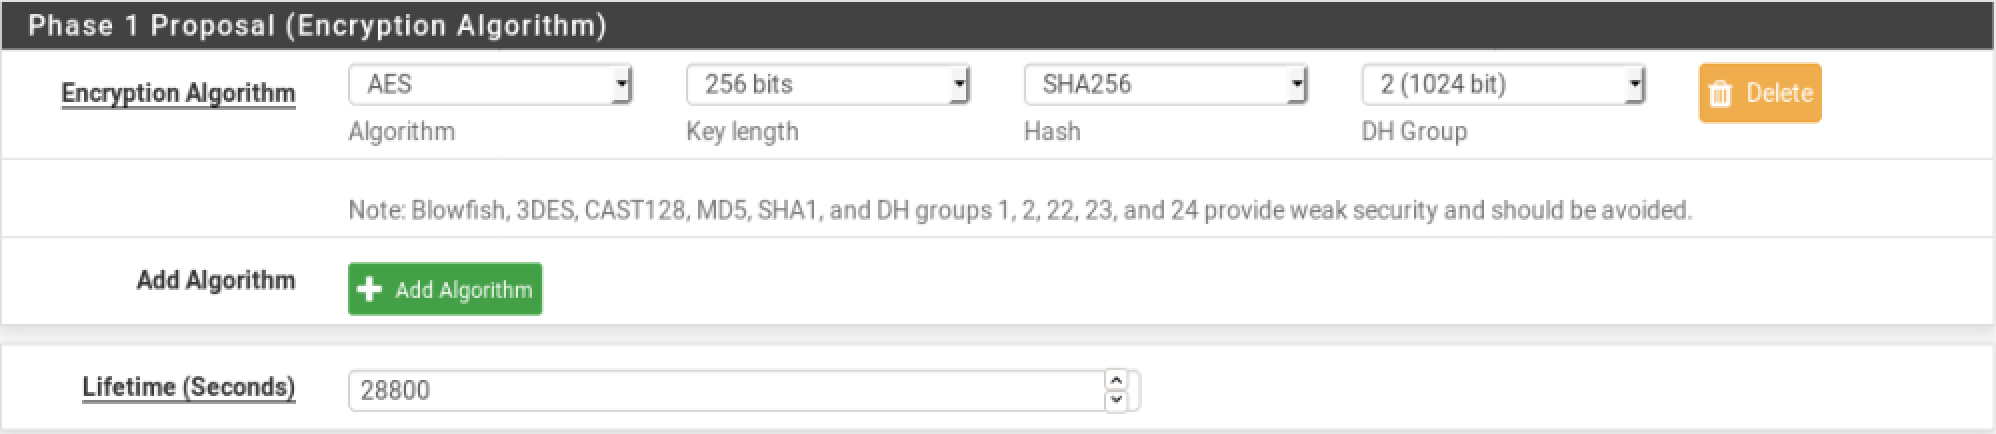 Phase 1 Proposal (Encryption Algorithm)
Encryption Algorithm AES 256 bits SHA256 2 (1024 bit) Delete
Algorithm Key length Hash DH Group
Note: Blowfish, 3DES, CAST128, MD5, SHA1, and DH groups 1, 2, 22, 23, and 24 provide weak security and should be avoided.
Add Algorithm Add Algorithm
Lifetime (Seconds) 28800